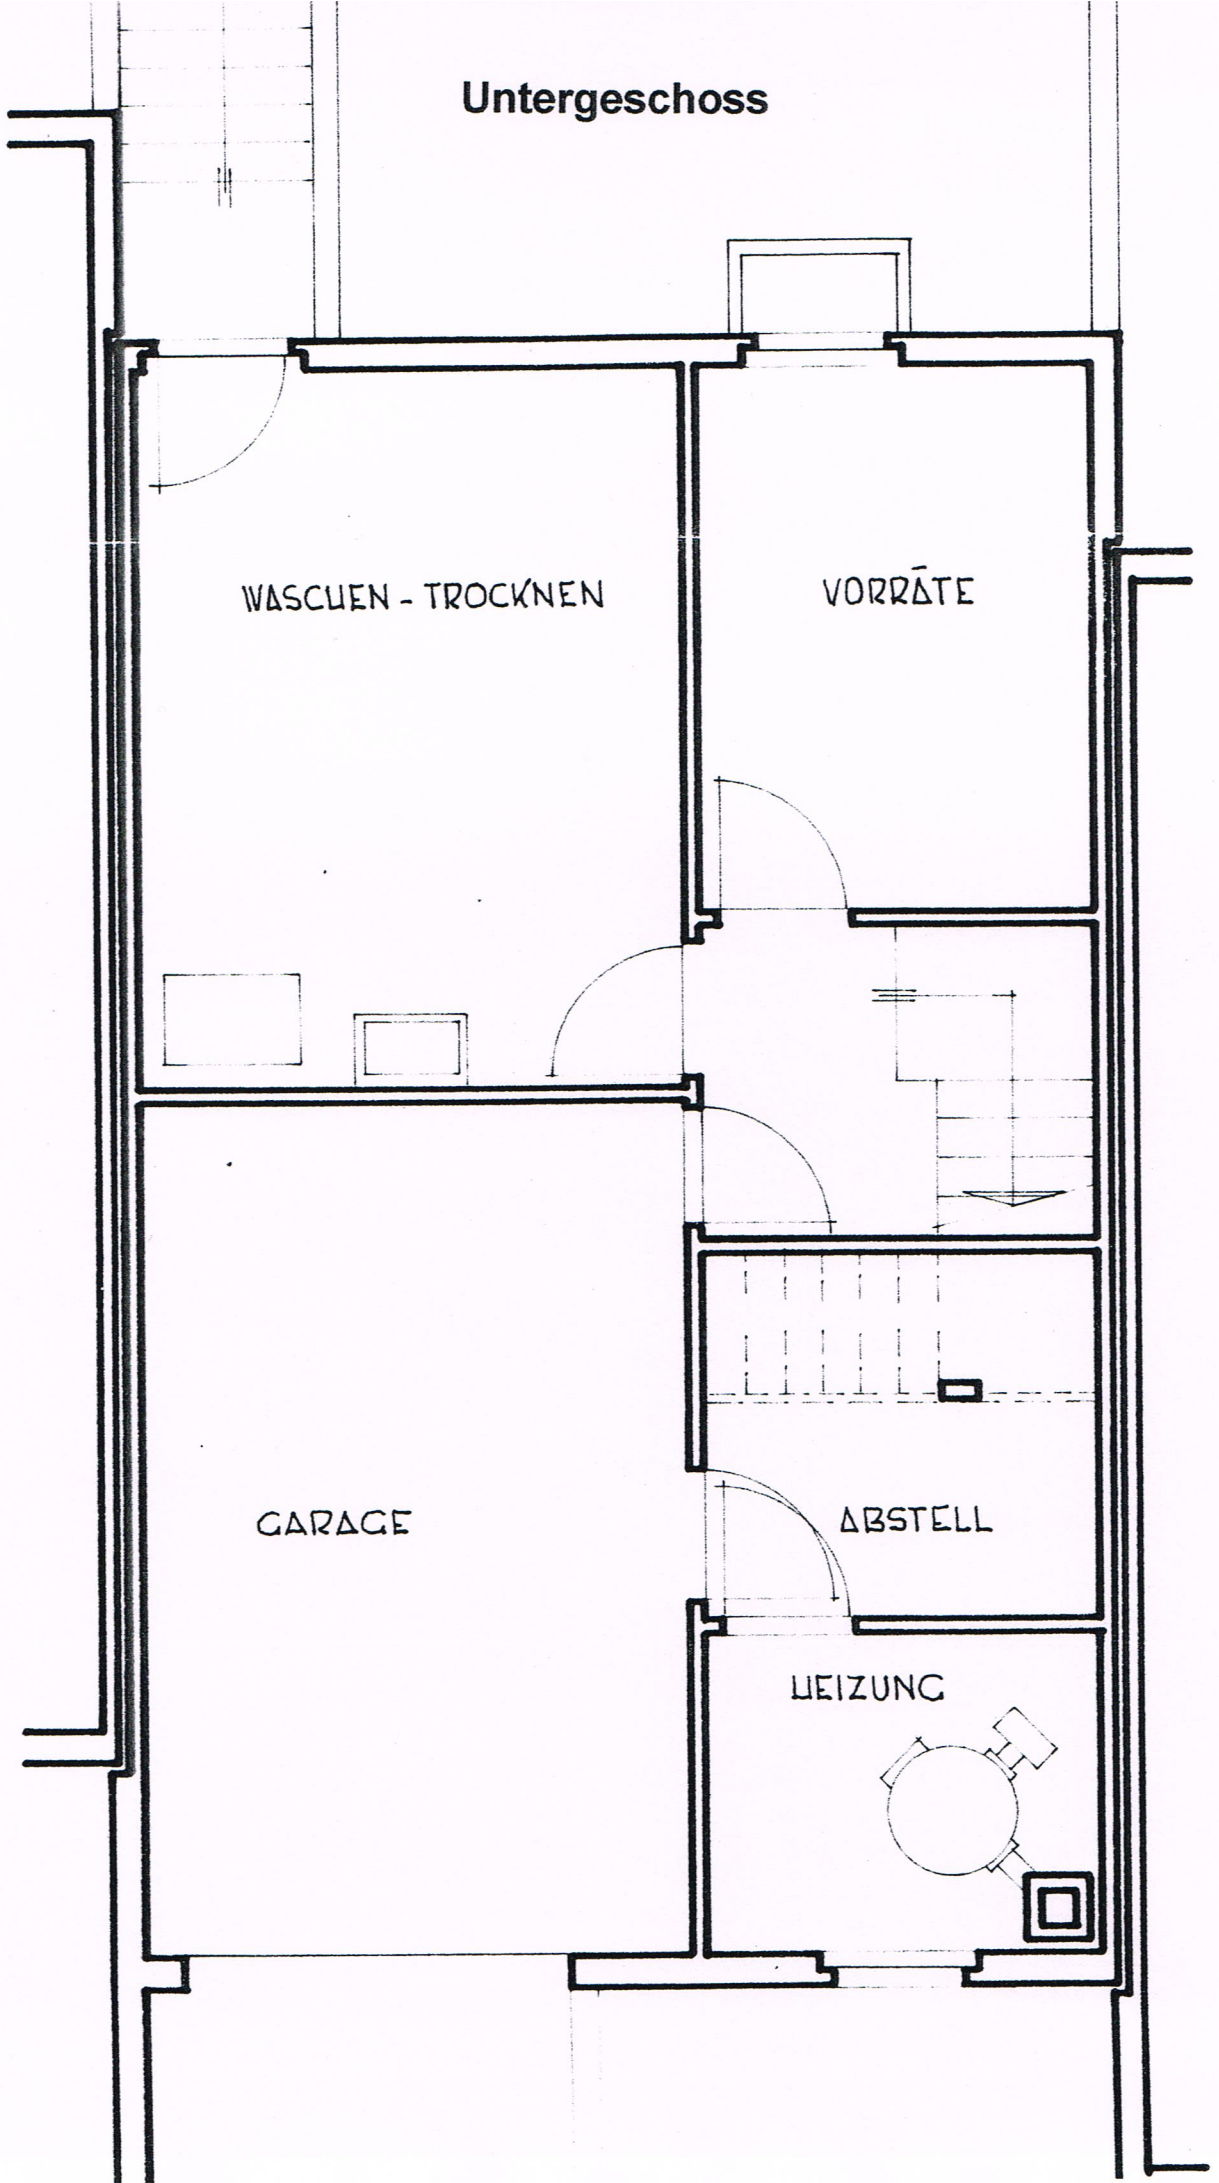 Untergeschoss
WASCHEN - TROCKNEN
VORRÄTE
GARAGE
ABSTELL
HEIZUNG